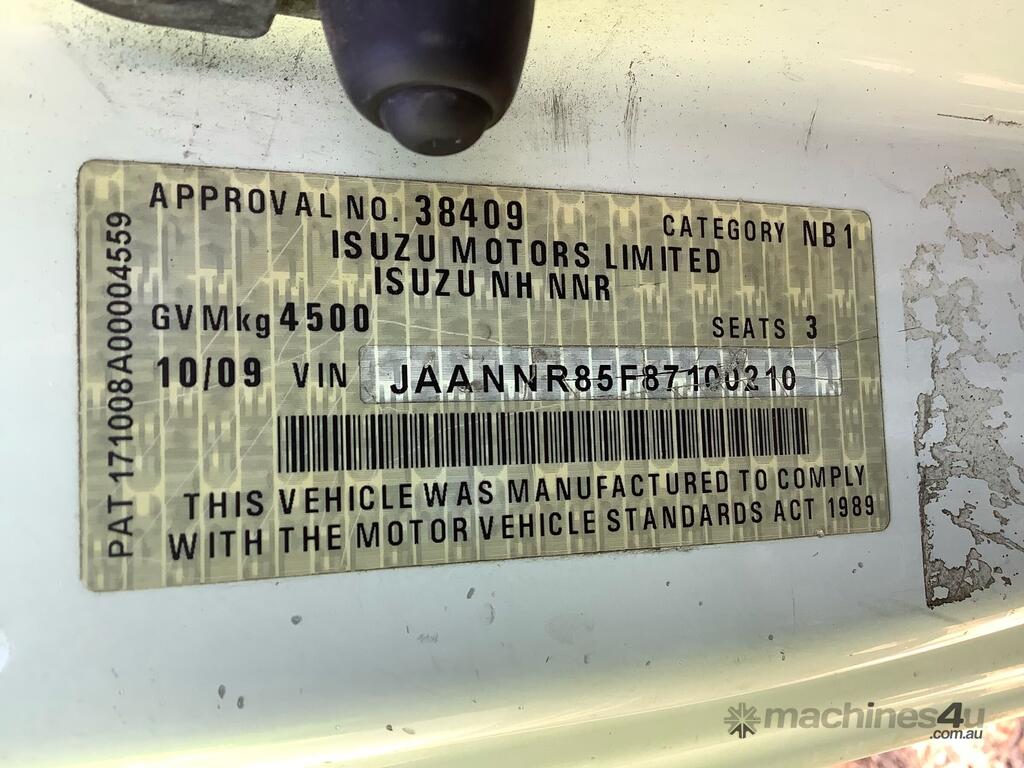 APPROVAL NO. 38409 CATEGORY NB1
ISUZU MOTORS LIMITED
ISUZU NH NNR
GVMkg 4500 SEATS 3
10/09 VIN JAANNR85F87100210
THIS VEHICLE WAS MANUFACTURED TO COMPLY
WITH THE MOTOR VEHICLE STANDARDS ACT 1989
PAT 171008A00004559
machines4u
.com.au